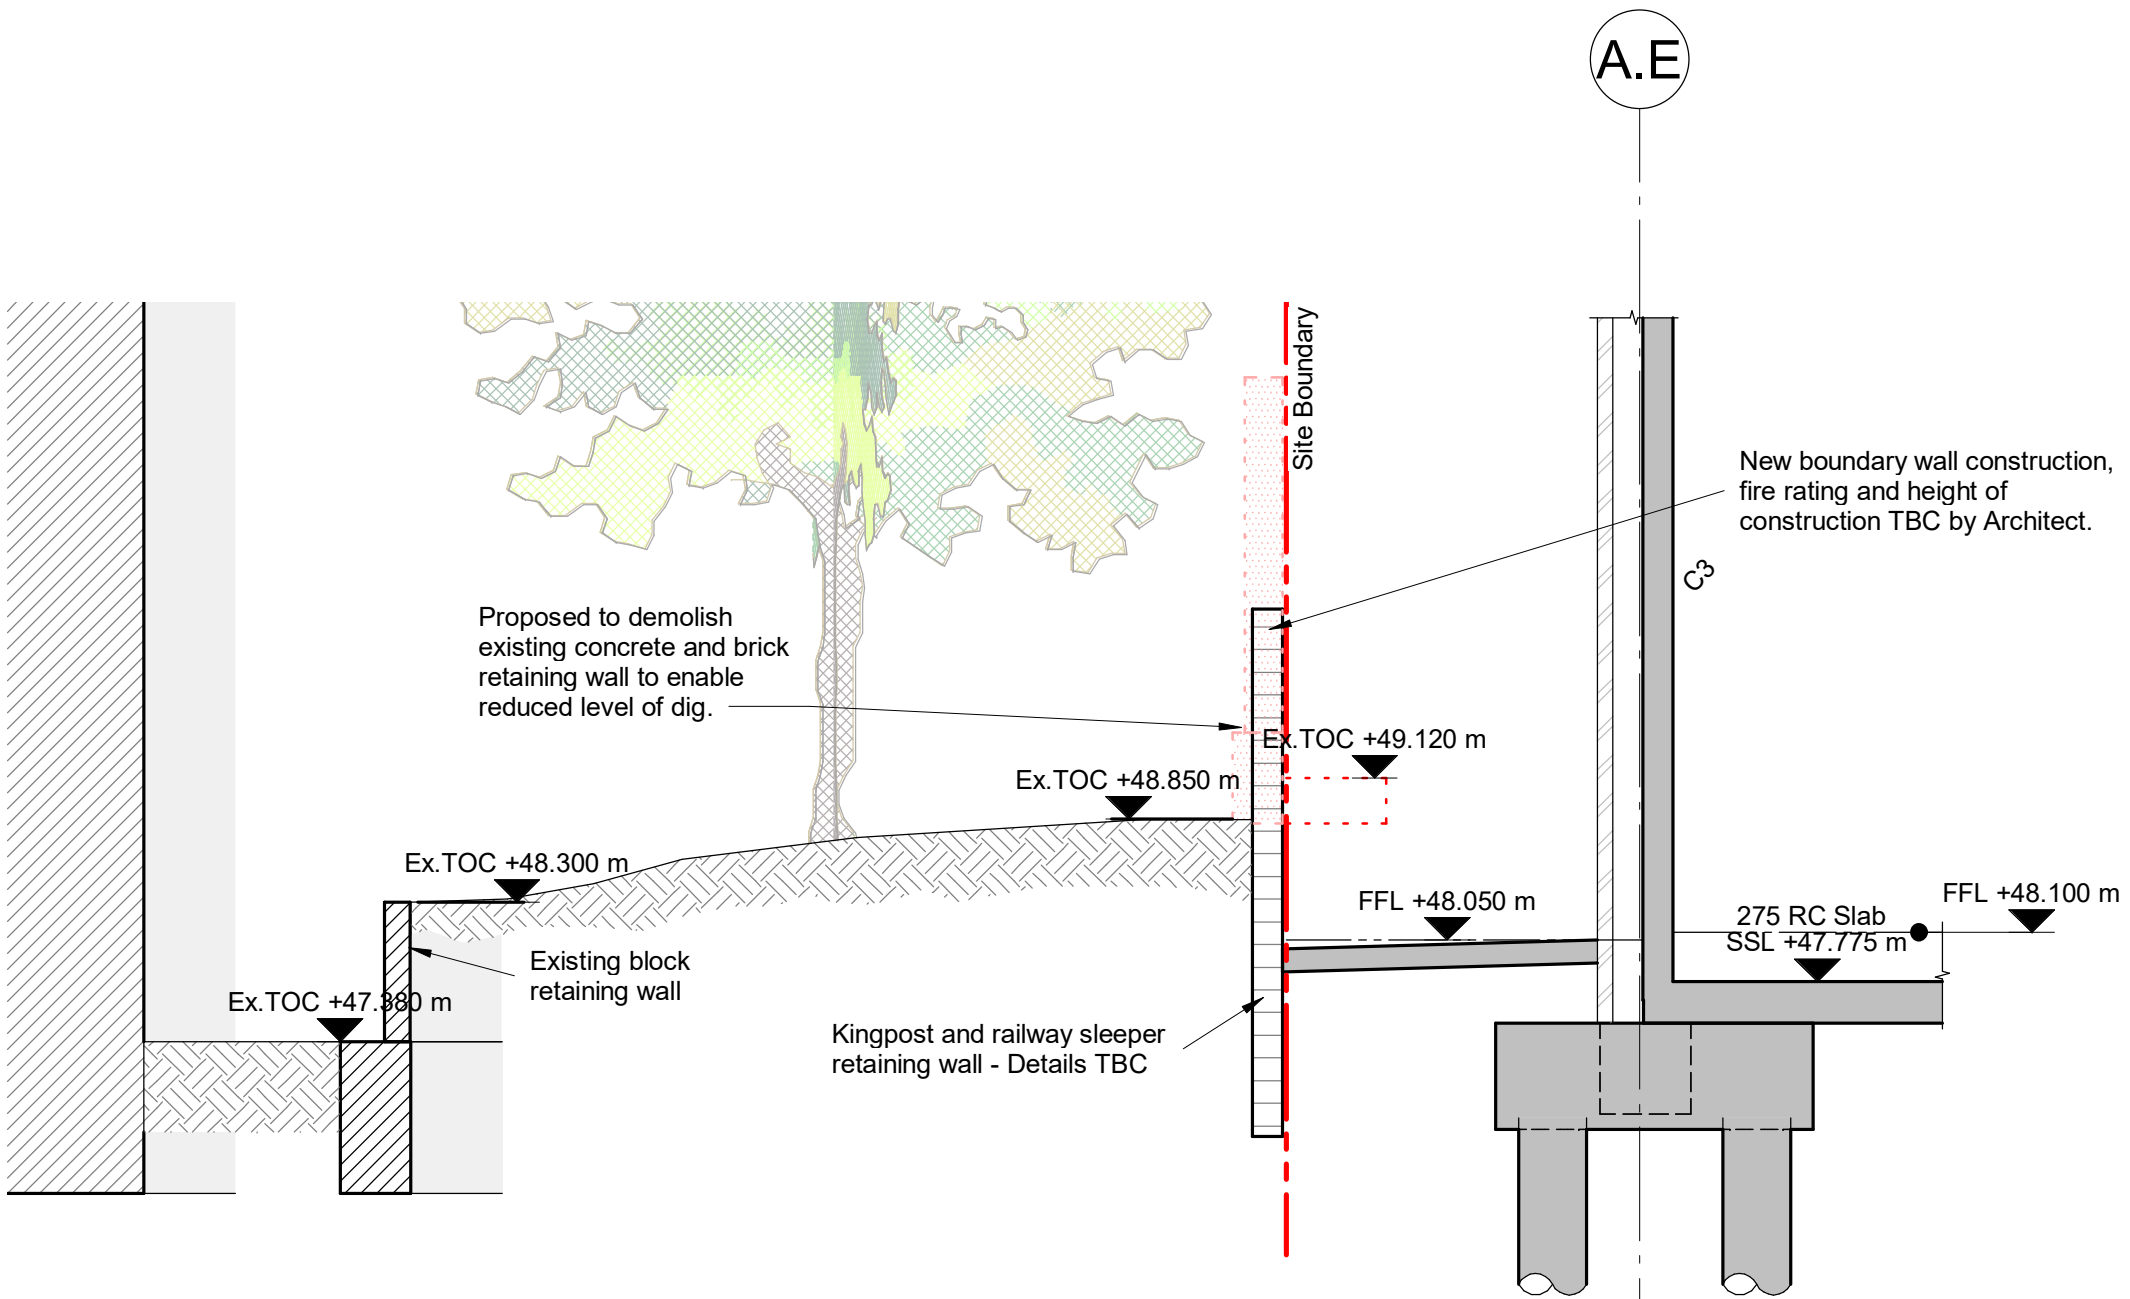 A.E
Site Boundary
New boundary wall construction,
fire rating and height of
construction TBC by Architect.
C3
Proposed to demolish
existing concrete and brick
retaining wall to enable
reduced level of dig.
Ex.TOC +49.120 m
Ex.TOC +48.850 m
Ex.TOC +48.300 m
FFL +48.050 m
275 RC Slab
SSL +47.775 m
FFL +48.100 m
Existing block
retaining wall
Ex.TOC +47.380 m
Kingpost and railway sleeper
retaining wall - Details TBC